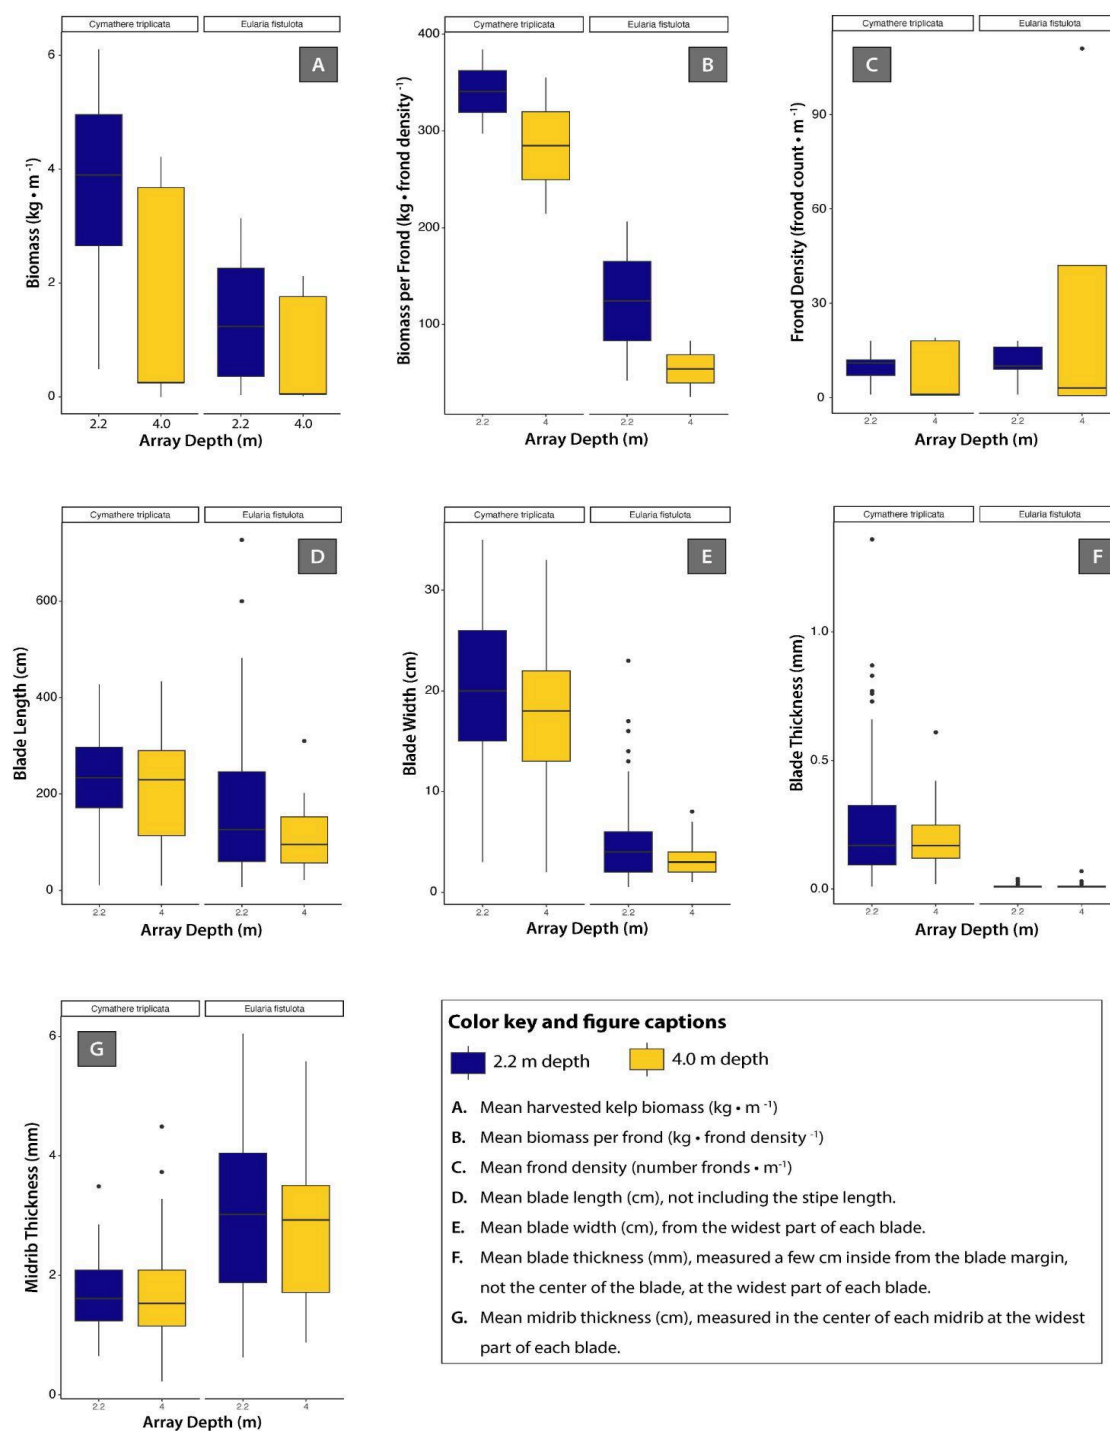 Cymathere triplicata Eularia fistulota
A
Biomass (kg • m -1)
6
4
2
0
2.2 4.0 2.2 4.0
Array Depth (m)
Cymathere triplicata Eularia fistulota
B
Biomass per Frond (kg • frond density -1)
400
300
200
100
2.2 4 2.2 4
Array Depth (m)
Cymathere triplicata Eularia fistulota
C
Frond Density (frond count • m -1)
90
60
30
0
2.2 4 2.2 4
Array Depth (m)
Cymathere triplicata Eularia fistulota
D
Blade Length (cm)
600
400
200
0
2.2 4 2.2 4
Array Depth (m)
Cymathere triplicata Eularia fistulota
E
Blade Width (cm)
30
20
10
0
2.2 4 2.2 4
Array Depth (m)
Cymathere triplicata Eularia fistulota
F
Blade Thickness (mm)
1.0
0.5
0.0
2.2 4 2.2 4
Array Depth (m)
Cymathere triplicata Eularia fistulota
G
Midrib Thickness (mm)
6
4
2
0
2.2 4 2.2 4
Array Depth (m)
Color key and figure captions
2.2 m depth 4.0 m depth
A. Mean harvested kelp biomass (kg • m -1)
B. Mean biomass per frond (kg • frond density -1)
C. Mean frond density (number fronds • m-1)
D. Mean blade length (cm), not including the stipe length.
E. Mean blade width (cm), from the widest part of each blade.
F. Mean blade thickness (mm), measured a few cm inside from the blade margin,
not the center of the blade, at the widest part of each blade.
G. Mean midrib thickness (cm), measured in the center of each midrib at the widest
part of each blade.